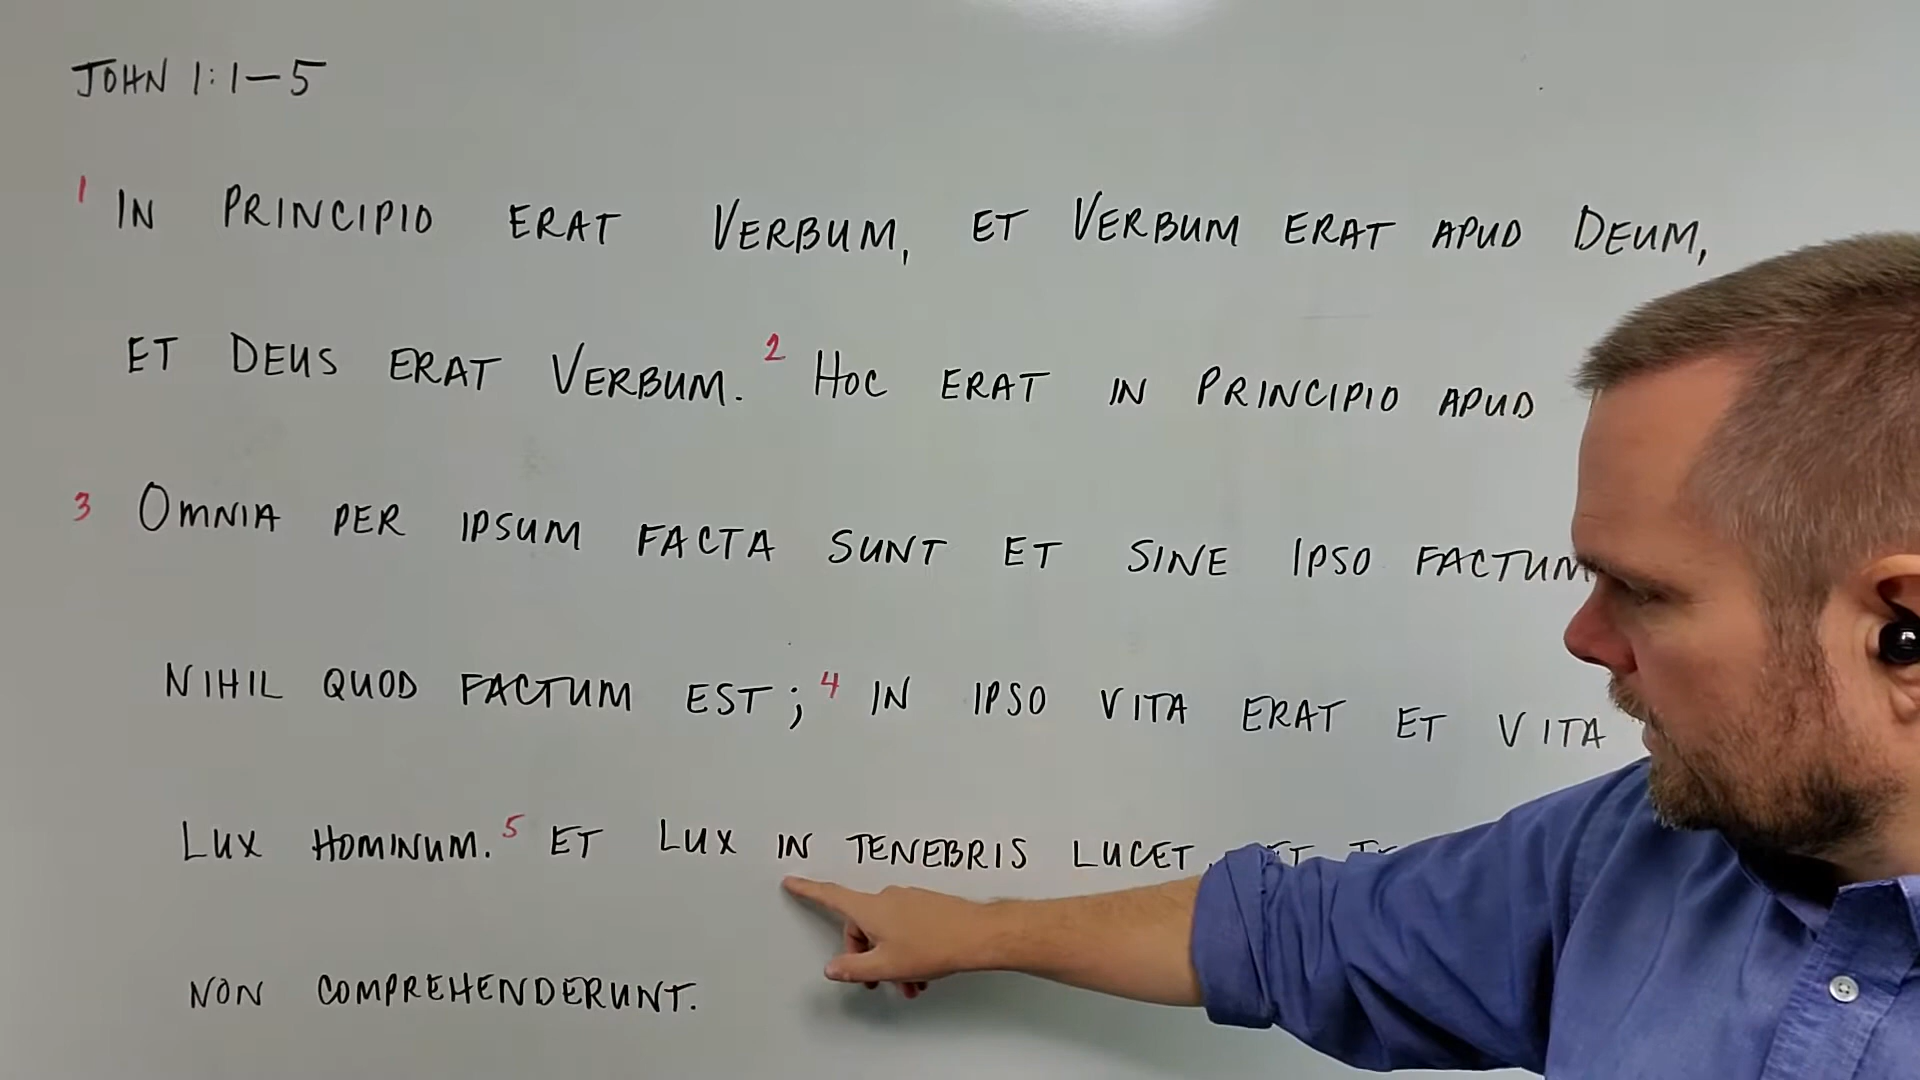 JOHN 1:1-5
1 IN PRINCIPIO ERAT VERBUM, ET VERBUM ERAT APUD DEUM,
ET DEUS ERAT VERBUM. 2 HOC ERAT IN PRINCIPIO APUD
3 OMNIA PER IPSUM FACTA SUNT ET SINE IPSO FACTUM
NIHIL QUOD FACTUM EST; 4 IN IPSO VITA ERAT ET VITA
LUX HOMINUM. 5 ET LUX IN TENEBRIS LUCET, ET
NON COMPREHENDERUNT.